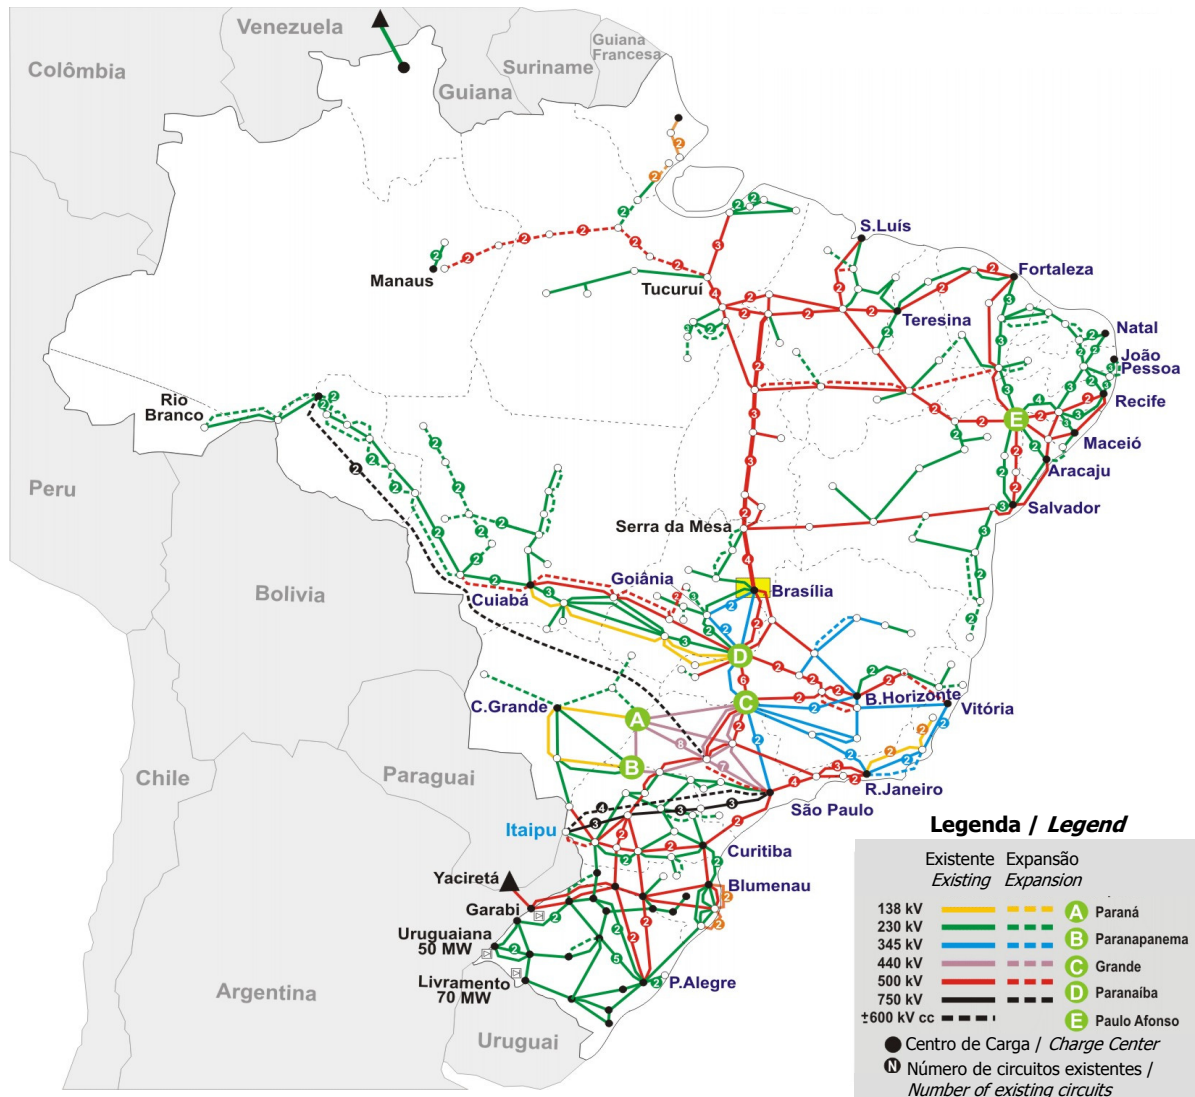 Venezuela
Guiana
Francesa
Colômbia
Suriname
Guiana
S.Luís
Manaus
Tucuruí
Fortaleza
Teresina
Natal
João
Pessoa
Rio
Branco
Recife
Maceió
Aracaju
Peru
Salvador
Serra da Mesa
Goiânia
Brasília
Bolivia
Cuiabá
D
C.Grande
A
C
B.Horizonte
Vitória
B
E
Chile
Paraguai
R.Janeiro
São Paulo
Itaipu
Curitiba
Yaciretá
Blumenau
Garabi
Uruguaiana
50 MW
Livramento
70 MW
P.Alegre
Argentina
Uruguai
Legenda / Legend
Existente Expansão
Existing Expansion
138 kV A Paraná
230 kV
345 kV B Paranapanema
440 kV C Grande
500 kV D Paranaíba
750 kV
±600 kV cc E Paulo Afonso
Centro de Carga / Charge Center
N Número de circuitos existentes /
Number of existing circuits